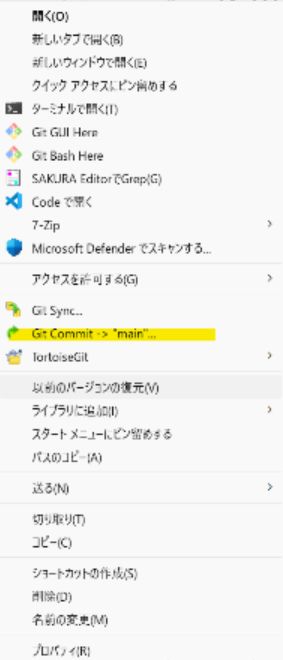 開く(O)
新しいタブで開く(B)
新しいウィンドウで開く(E)
クイック アクセスにピン留めする
ターミナルで開く(T)
Git GUI Here
Git Bash Here
SAKURA EditorでGrep(G)
Code で開く
7-Zip
Microsoft Defender でスキャンする...
アクセスを許可する(G)
Git Sync...
Git Commit -> "main"...
TortoiseGit
以前のバージョンの復元(V)
ライブラリに追加(I)
スタート メニューにピン留めする
パスのコピー(A)
送る(N)
切り取り(T)
コピー(C)
ショートカットの作成(S)
削除(D)
名前の変更(M)
プロパティ(R)